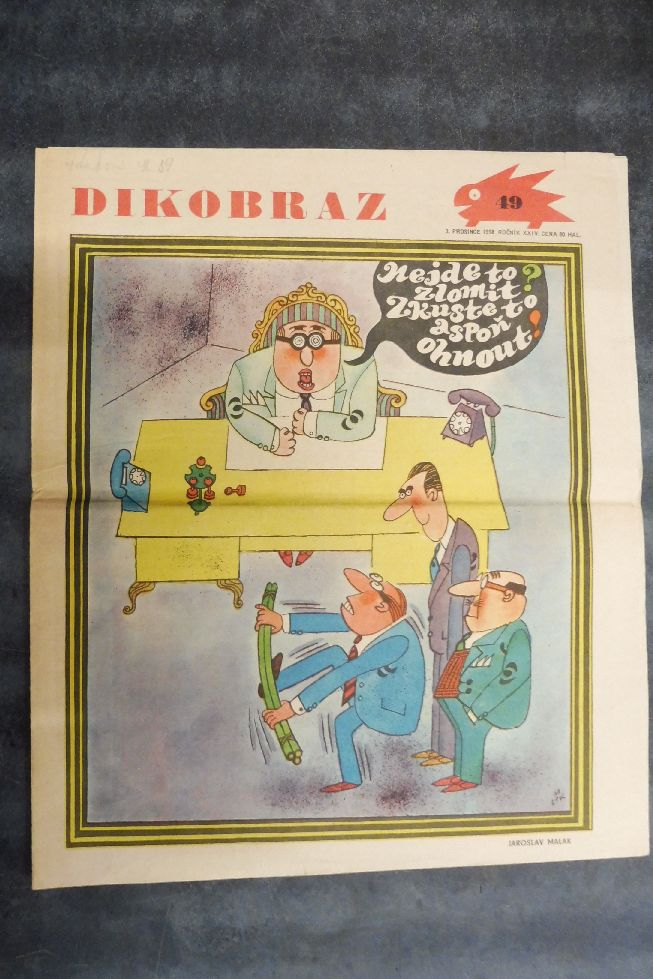 DIKOBRAZ
49
3. PROSINCE 1968 ROČNÍK XXIV. CENA 80 HAL.
Nejde to?
zlomit
Zkuste to
aspoň
ohnout!
JAROSLAV MALÁK